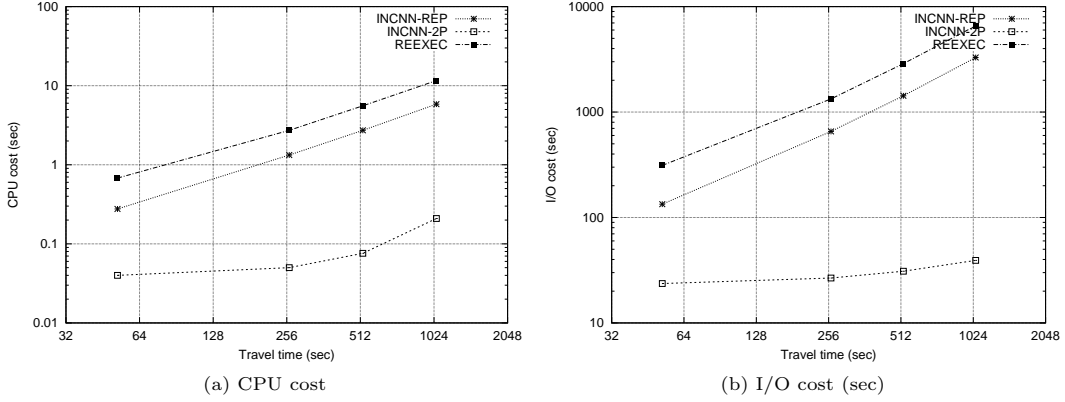 100
10
1
0.1
0.01
CPU cost (sec)
32
64
128
256
512
1024
2048
Travel time (sec)
INCNN-REP
INCNN-2P
REEXEC
(a) CPU cost
10000
1000
100
10
I/O cost (sec)
32
64
128
256
512
1024
2048
Travel time (sec)
INCNN-REP
INCNN-2P
REEXEC
(b) I/O cost (sec)